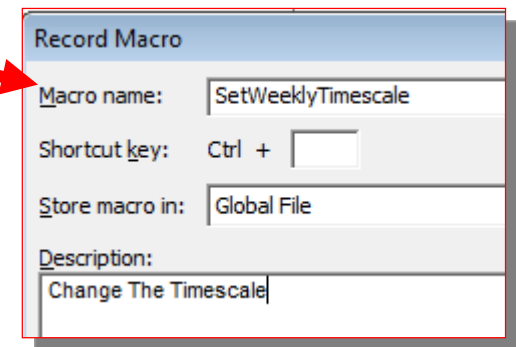 Record Macro
Macro name: SetWeeklyTimescale
Shortcut key: Ctrl +
Store macro in: Global File
Description:
Change The Timescale